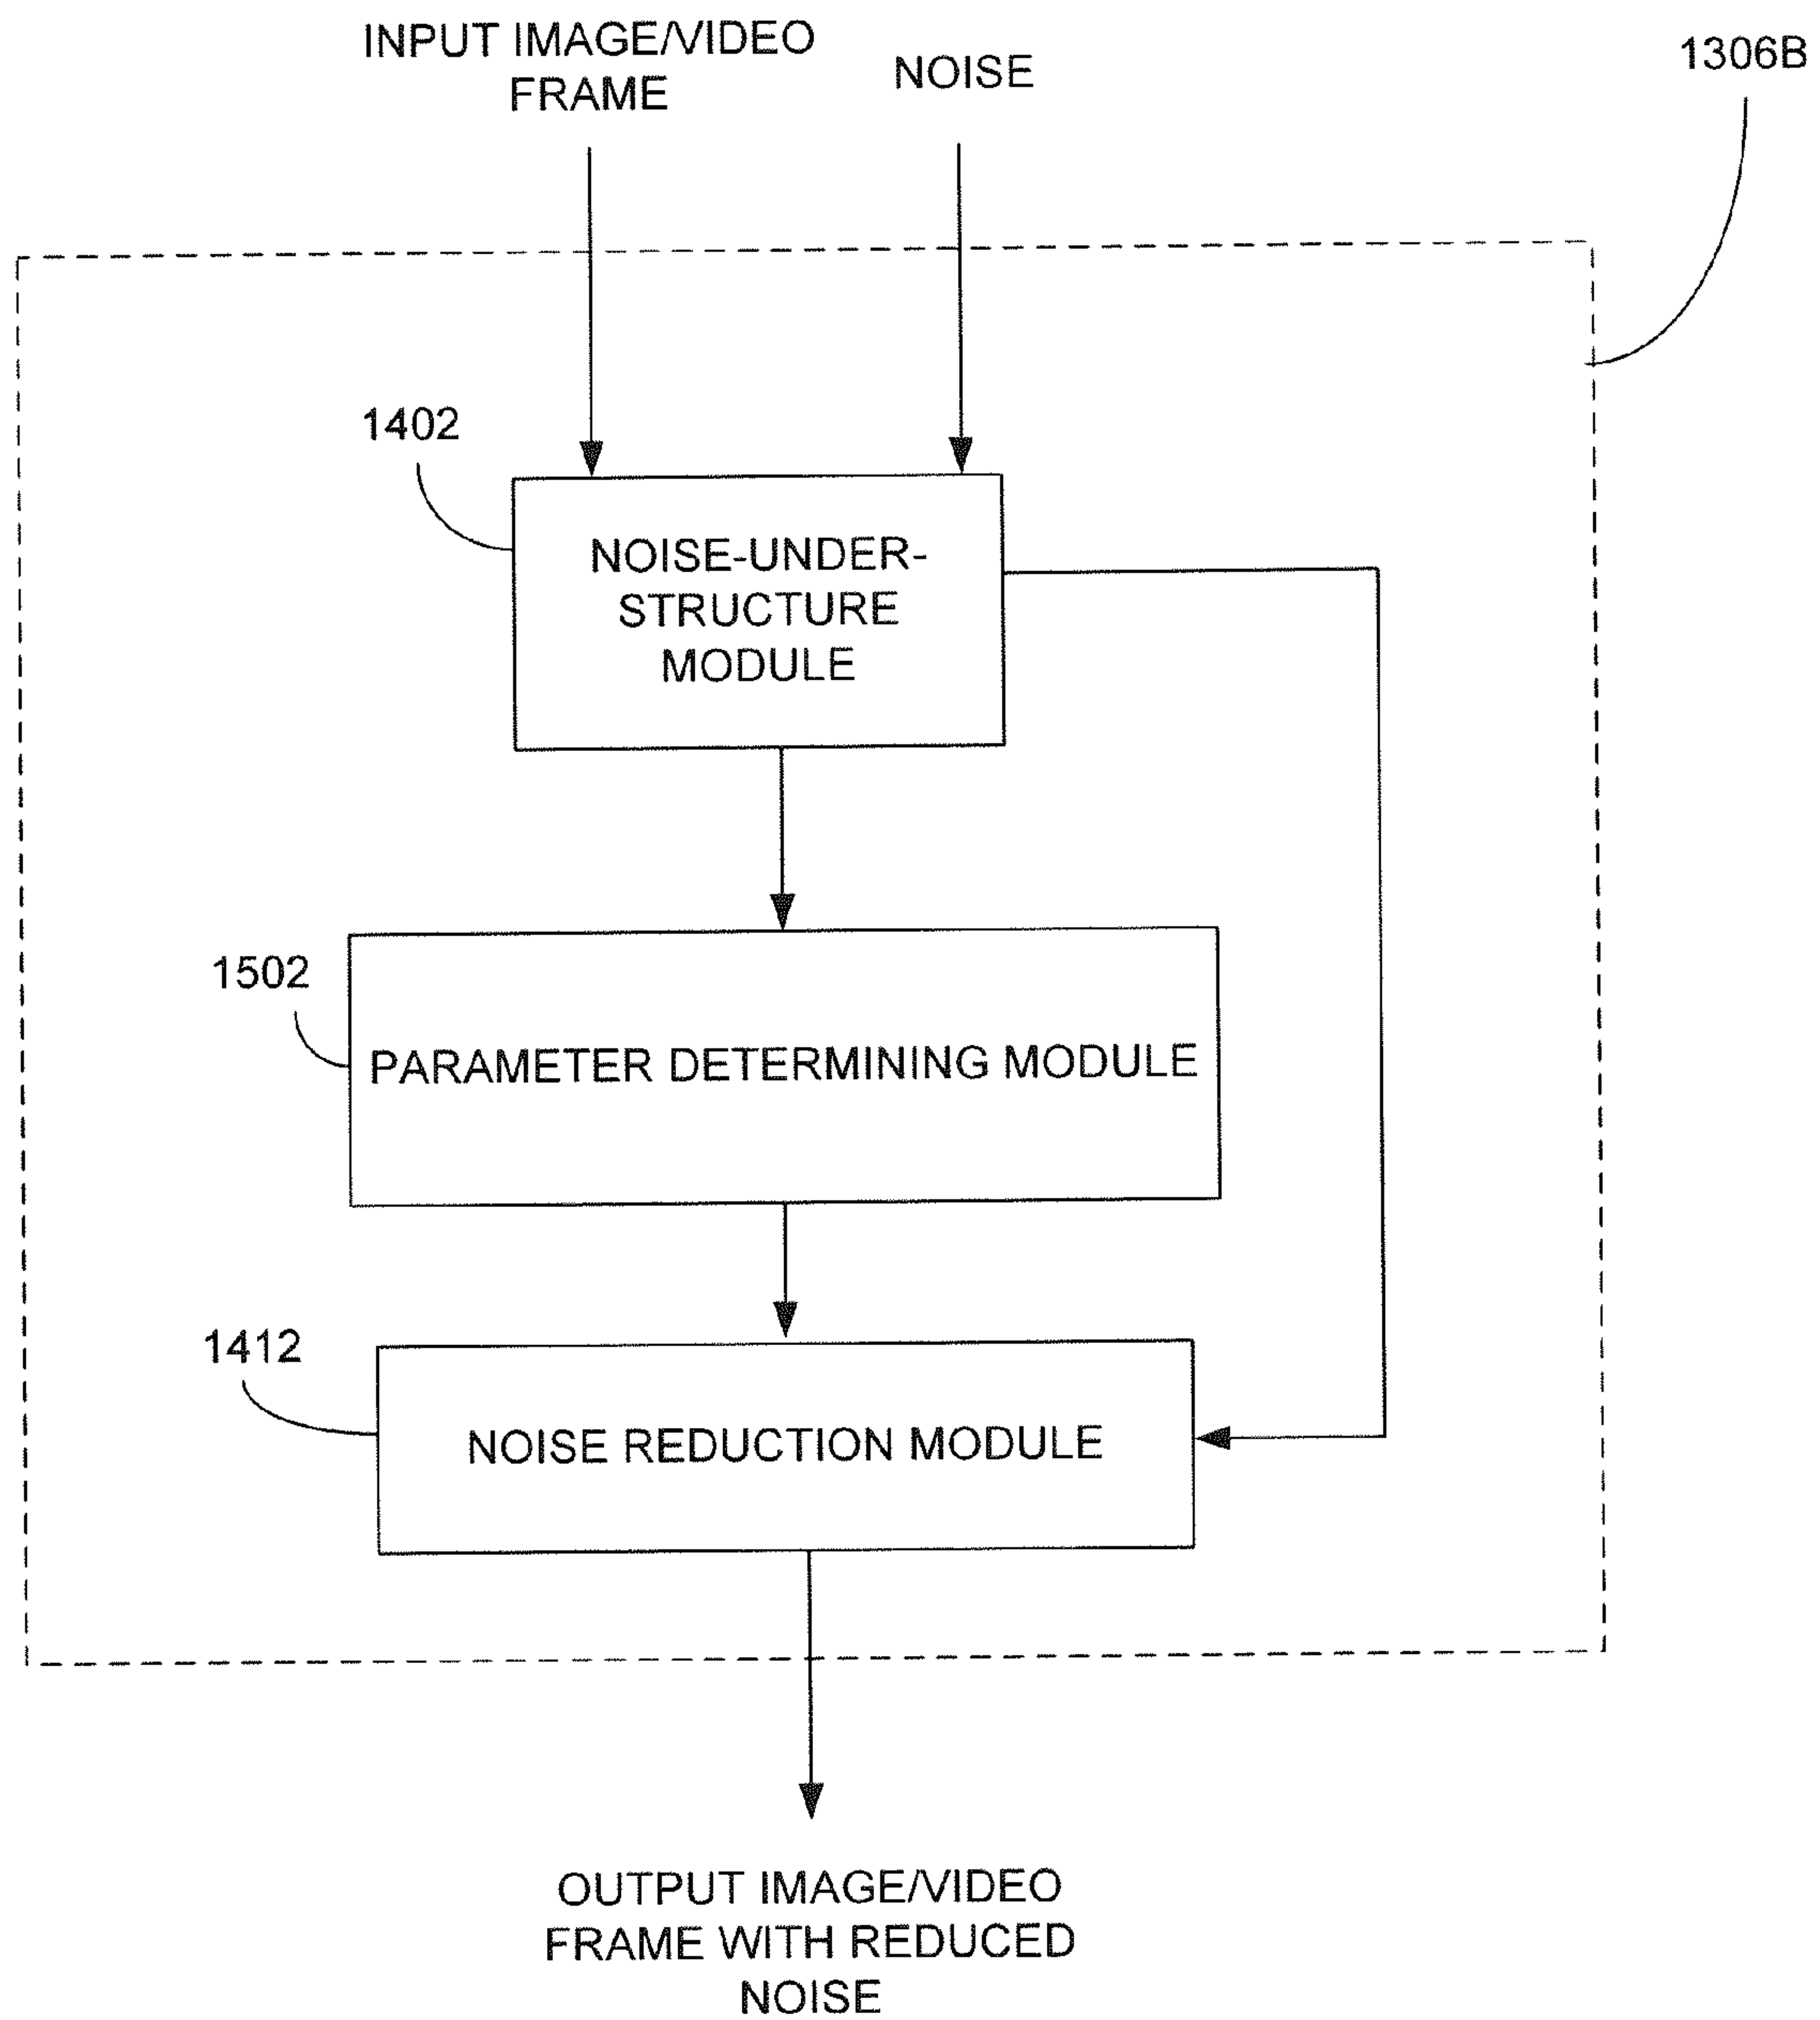 INPUT IMAGE/VIDEO
FRAME
NOISE
1306B
1402
NOISE-UNDER-
STRUCTURE
MODULE
1502
PARAMETER DETERMINING MODULE
1412
NOISE REDUCTION MODULE
OUTPUT IMAGE/VIDEO
FRAME WITH REDUCED
NOISE